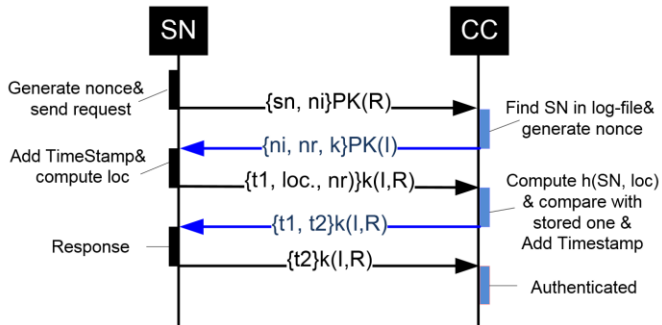 SN
CC
Generate nonce&
send request
{sn, ni}PK(R)
Find SN in log-file&
generate nonce
{ni, nr, k}PK(I)
Add TimeStamp&
compute loc
{t1, loc., nr)}k(I,R)
Compute h(SN, loc)
& compare with
stored one &
Add Timestamp
{t1, t2}k(I,R)
Response
{t2}k(I,R)
Authenticated